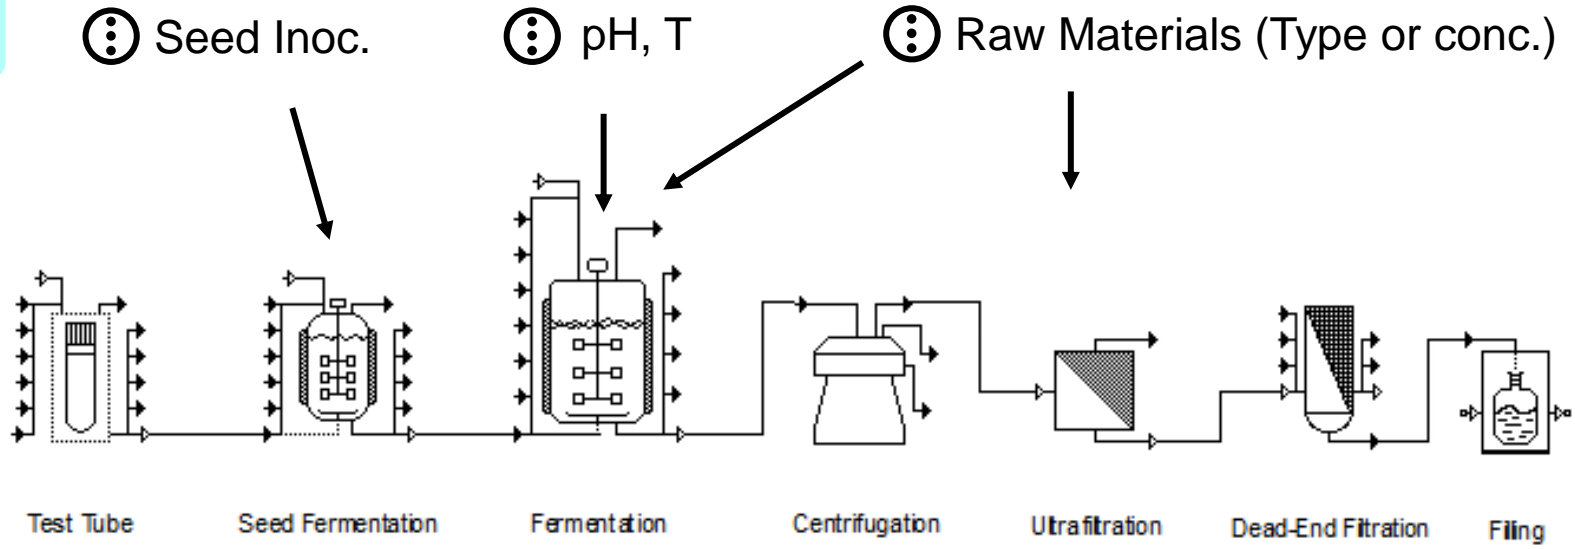 Seed Inoc.
pH, T
Raw Materials (Type or conc.)
Test Tube
Seed Fermentation
Fermentation
Centrifugation
Ultrafiltration
Dead-End Filtration
Filing